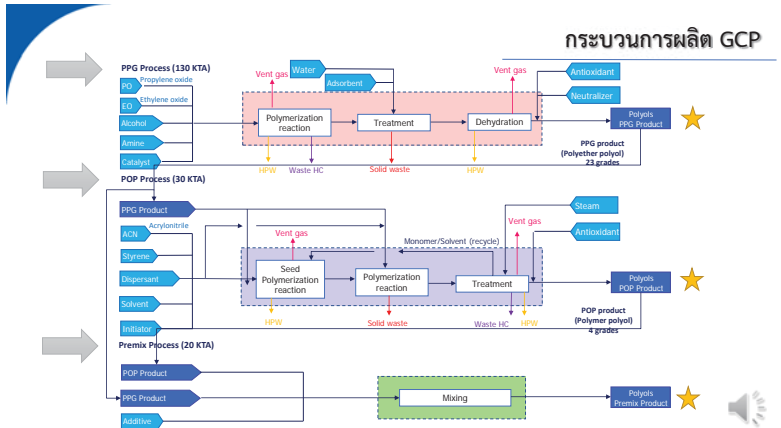 กระบวนการผลิต GCP
PPG Process (130 KTA)
Propylene oxide
PO
Ethylene oxide
EO
Alcohol
Amine
Catalyst
Water
Adsorbent
Vent gas
Vent gas
Antioxidant
Neutralizer
Polymerization
reaction
Treatment
Dehydration
Polyols
PPG Product
HPW
Waste HC
Solid waste
HPW
PPG product
(Polyether polyol)
23 grades
POP Process (30 KTA)
PPG Product
Acrylonitrile
ACN
Styrene
Dispersant
Solvent
Initiator
Vent gas
Monomer/Solvent (recycle)
Vent gas
Steam
Antioxidant
Seed
Polymerization
reaction
Polymerization
reaction
Treatment
Polyols
POP Product
HPW
Solid waste
Waste HC
HPW
POP product
(Polymer polyol)
4 grades
Premix Process (20 KTA)
POP Product
PPG Product
Additive
Mixing
Polyols
Premix Product